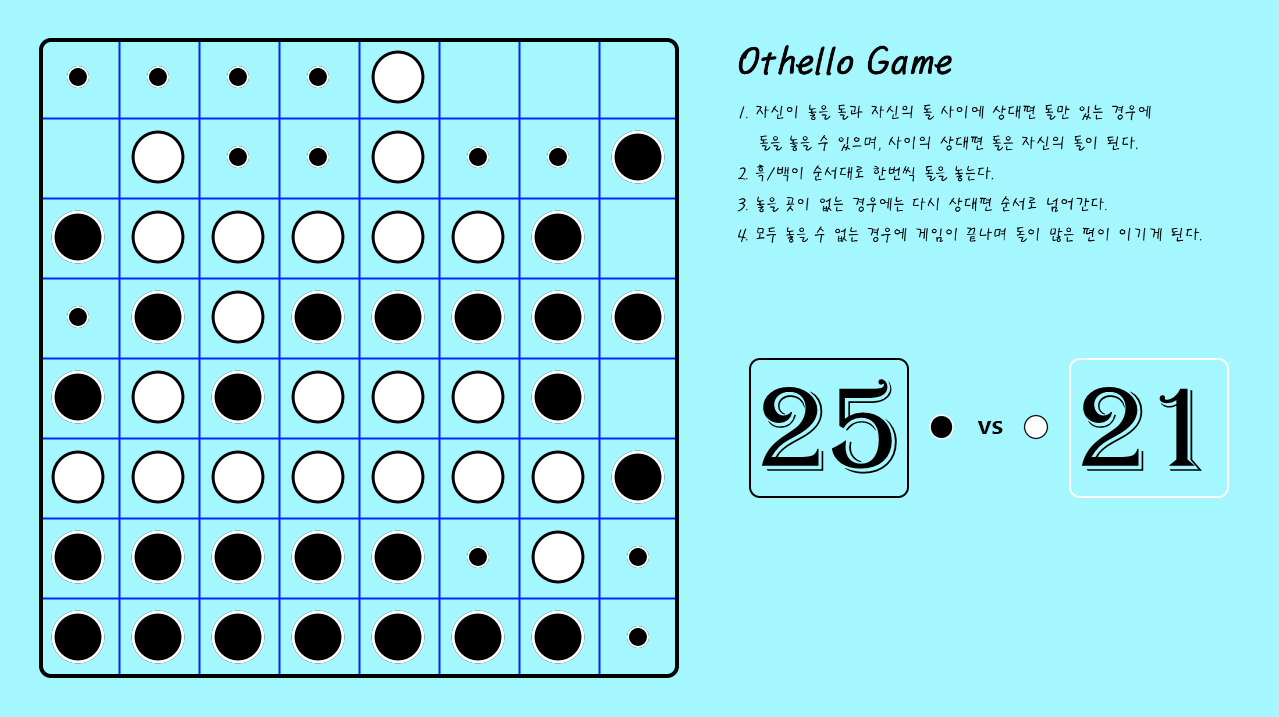 Othello Game
1. 자신이 놓을 돌과 자신의 돌 사이에 상대편 돌만 있는 경우에
돌을 놓을 수 있으며, 사이의 상대편 돌은 자신의 돌이 된다.
2. 흑/백이 순서대로 한번씩 돌을 놓는다.
3. 놓을 곳이 없는 경우에는 다시 상대편 순서로 넘어간다.
4. 모두 놓을 수 없는 경우에 게임이 끝나며 돌이 많은 편이 이기게 된다.
25 vs 21